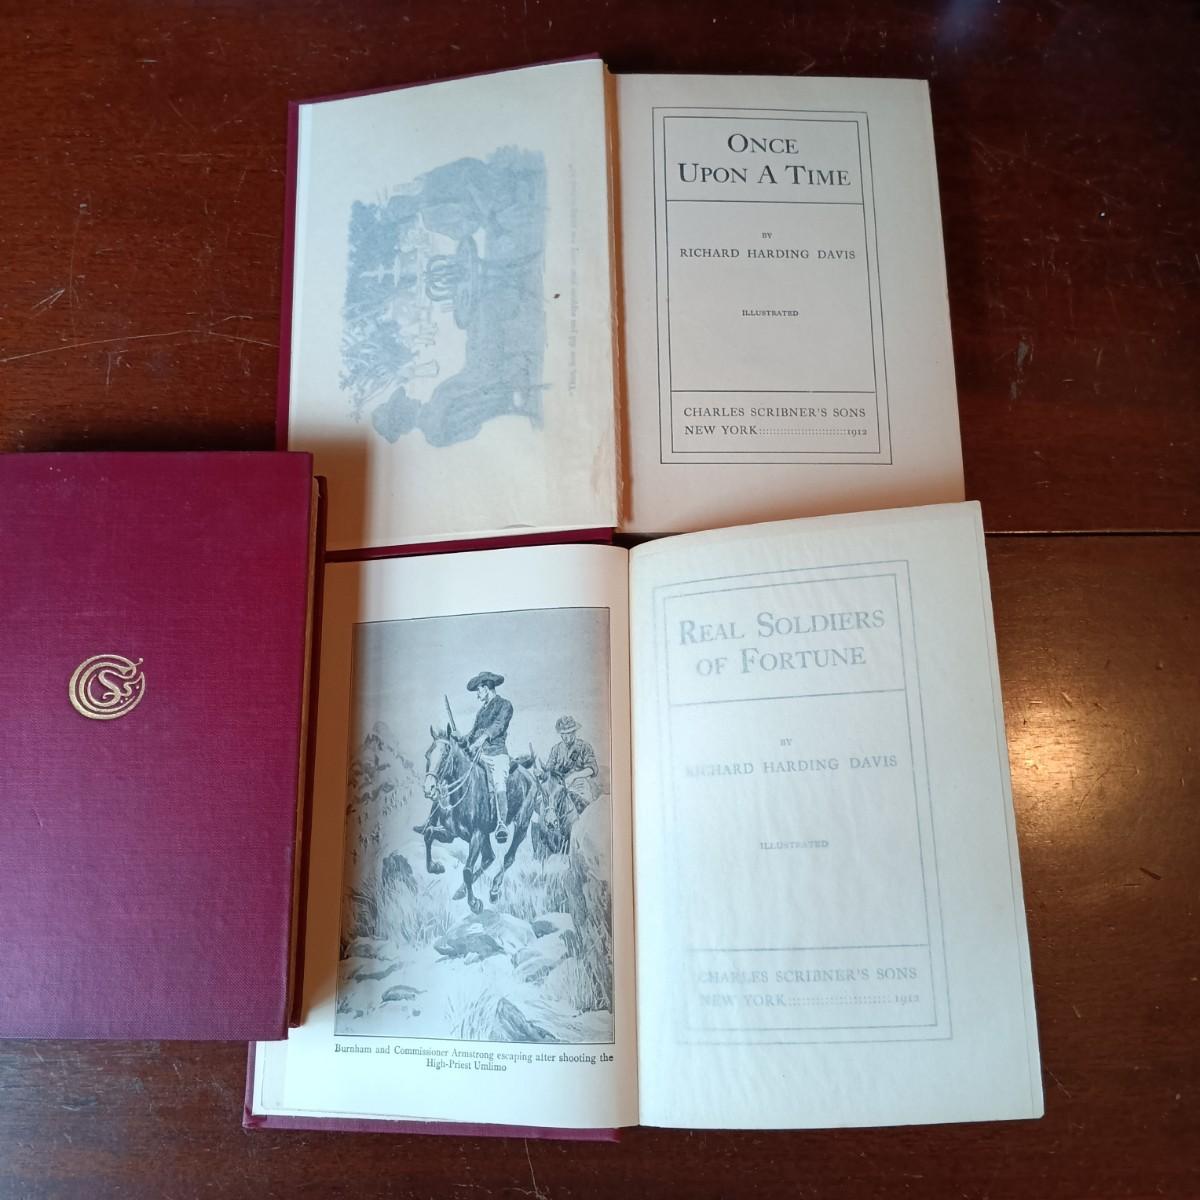 ONCE
UPON A TIME
BY
RICHARD HARDING DAVIS
ILLUSTRATED
CHARLES SCRIBNER'S SONS
NEW YORK::::::::::::::::::::::::1912
REAL SOLDIERS
OF FORTUNE
BY
RICHARD HARDING DAVIS
ILLUSTRATED
CHARLES SCRIBNER'S SONS
NEW YORK::::::::::::::::::::::::1912
Burnham and Commissioner Armstrong escaping after shooting the
High-Priest Umlimo